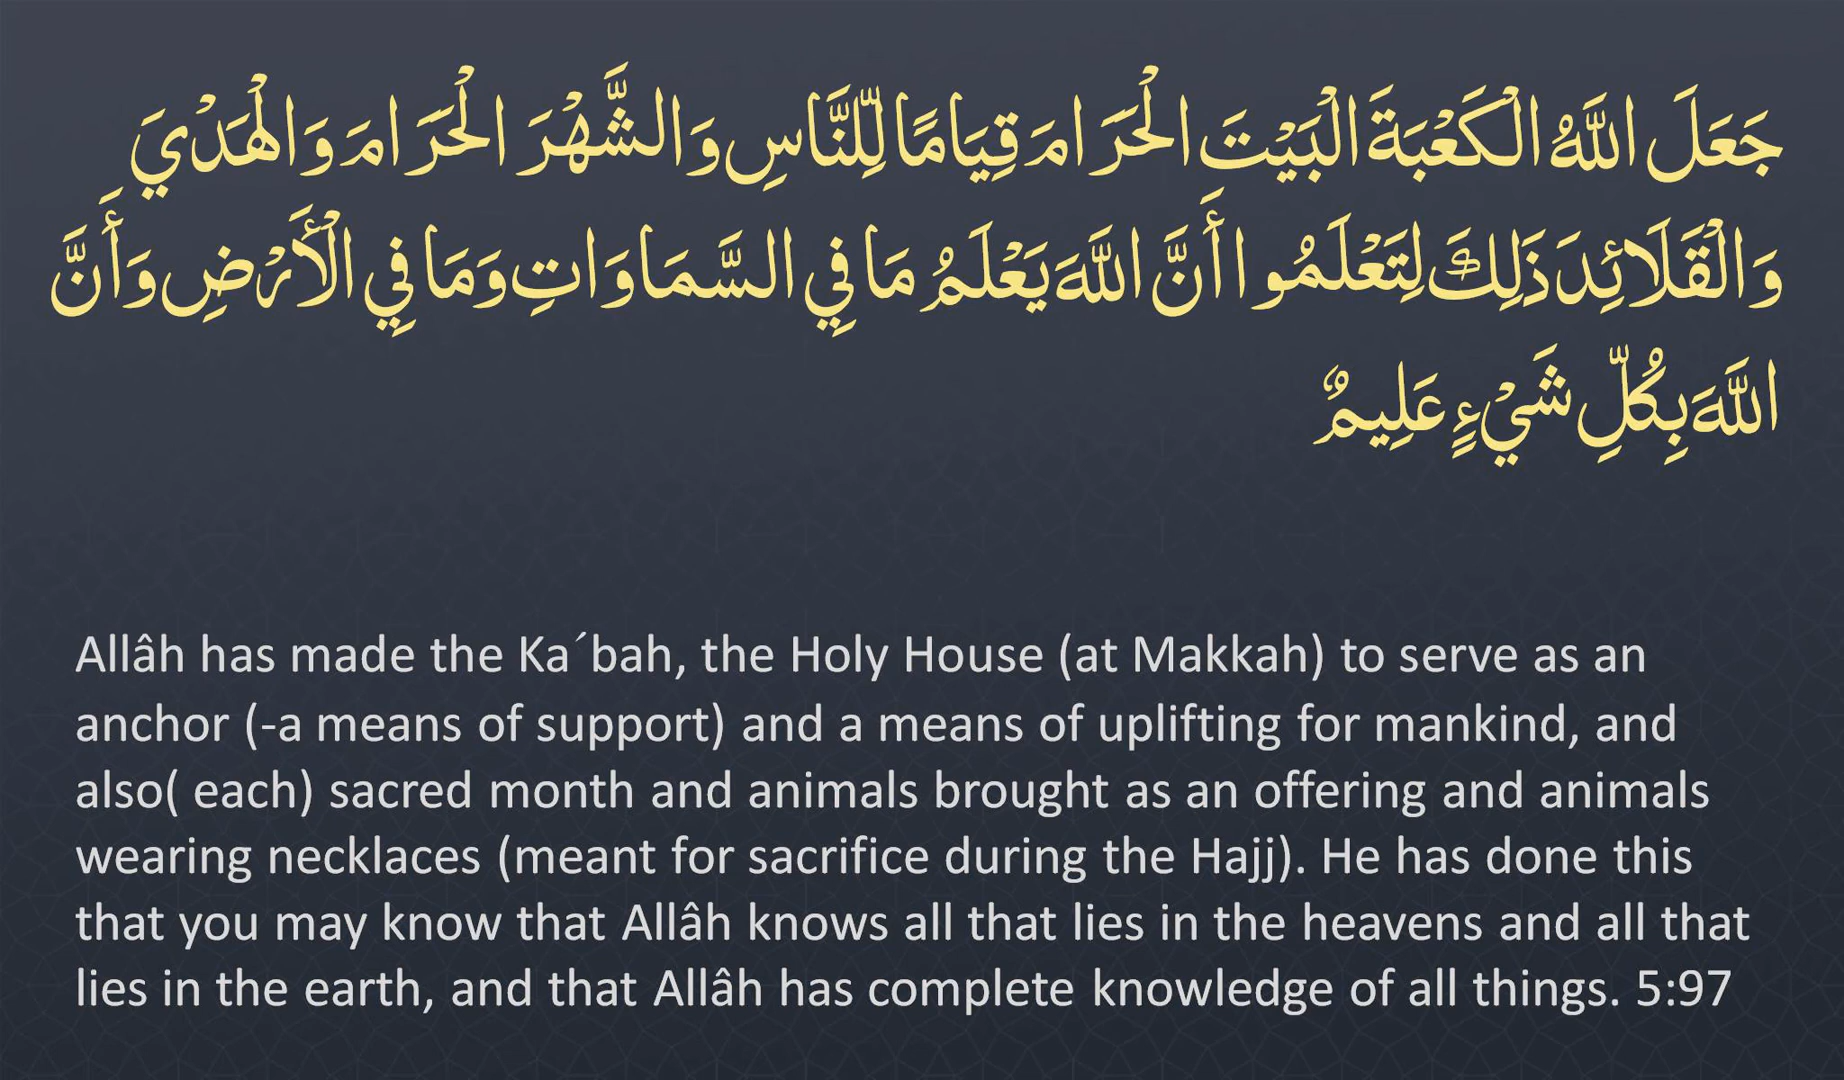 جَعَلَ اللَّهُ الْكَعْبَةَ الْبَيْتَ الْحَرَامَ قِيَامًا لِّلنَّاسِ وَالشَّهْرَ الْحَرَامَ وَالْهَدْيَ
وَالْقَلَائِدَ ذَلِكَ لِتَعْلَمُوا أَنَّ اللَّهَ يَعْلَمُ مَا فِي السَّمَاوَاتِ وَمَا فِي الْأَرْضِ وَأَنَّ
اللَّهَ بِكُلِّ شَيْءٍ عَلِيمٌ
Allâh has made the Ka´bah, the Holy House (at Makkah) to serve as an
anchor (-a means of support) and a means of uplifting for mankind, and
also( each) sacred month and animals brought as an offering and animals
wearing necklaces (meant for sacrifice during the Hajj). He has done this
that you may know that Allâh knows all that lies in the heavens and all that
lies in the earth, and that Allâh has complete knowledge of all things. 5:97